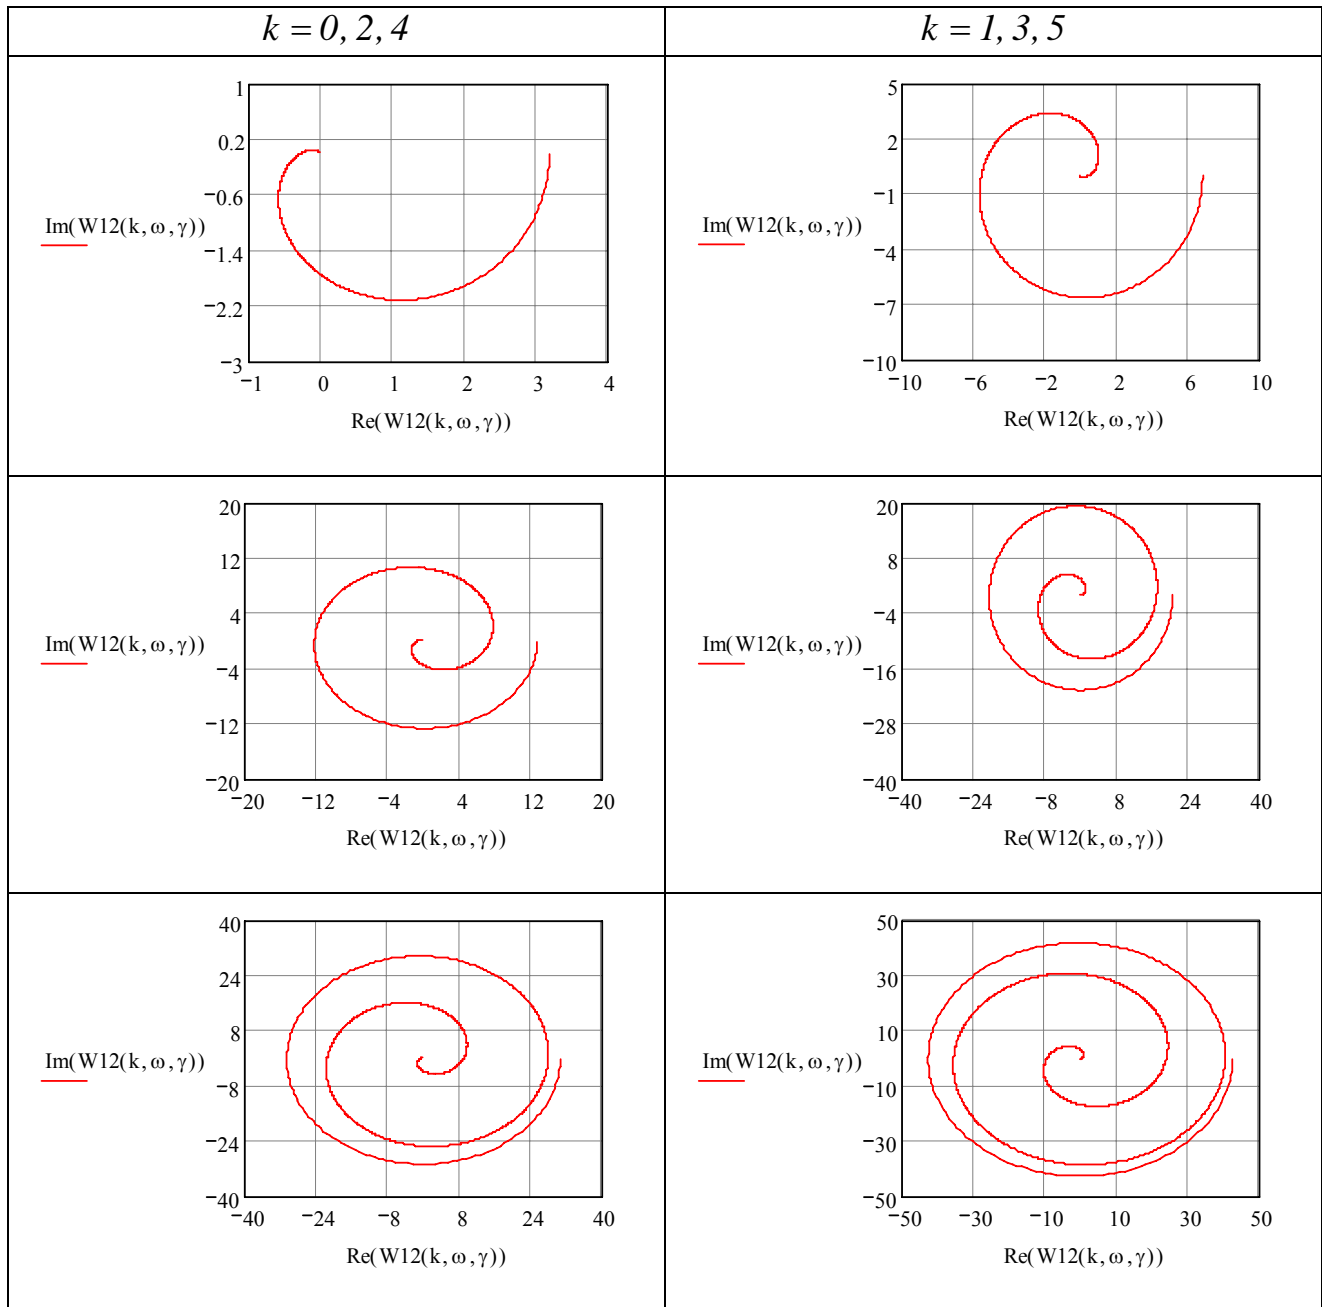 k = 0, 2, 4
k = 1, 3, 5
1
0.2
−0.6
−1.4
−2.2
−3
Im(W12(k, ω, γ))
−1 0 1 2 3 4
Re(W12(k, ω, γ))
5
2
−1
−4
−7
−10
Im(W12(k, ω, γ))
−10 −6 −2 2 6 10
Re(W12(k, ω, γ))
20
12
4
−4
−12
−20
Im(W12(k, ω, γ))
−20 −12 −4 4 12 20
Re(W12(k, ω, γ))
20
8
−4
−16
−28
−40
Im(W12(k, ω, γ))
−40 −24 −8 8 24 40
Re(W12(k, ω, γ))
40
24
8
−8
−24
−40
Im(W12(k, ω, γ))
−40 −24 −8 8 24 40
Re(W12(k, ω, γ))
50
30
10
−10
−30
−50
Im(W12(k, ω, γ))
−50 −30 −10 10 30 50
Re(W12(k, ω, γ))